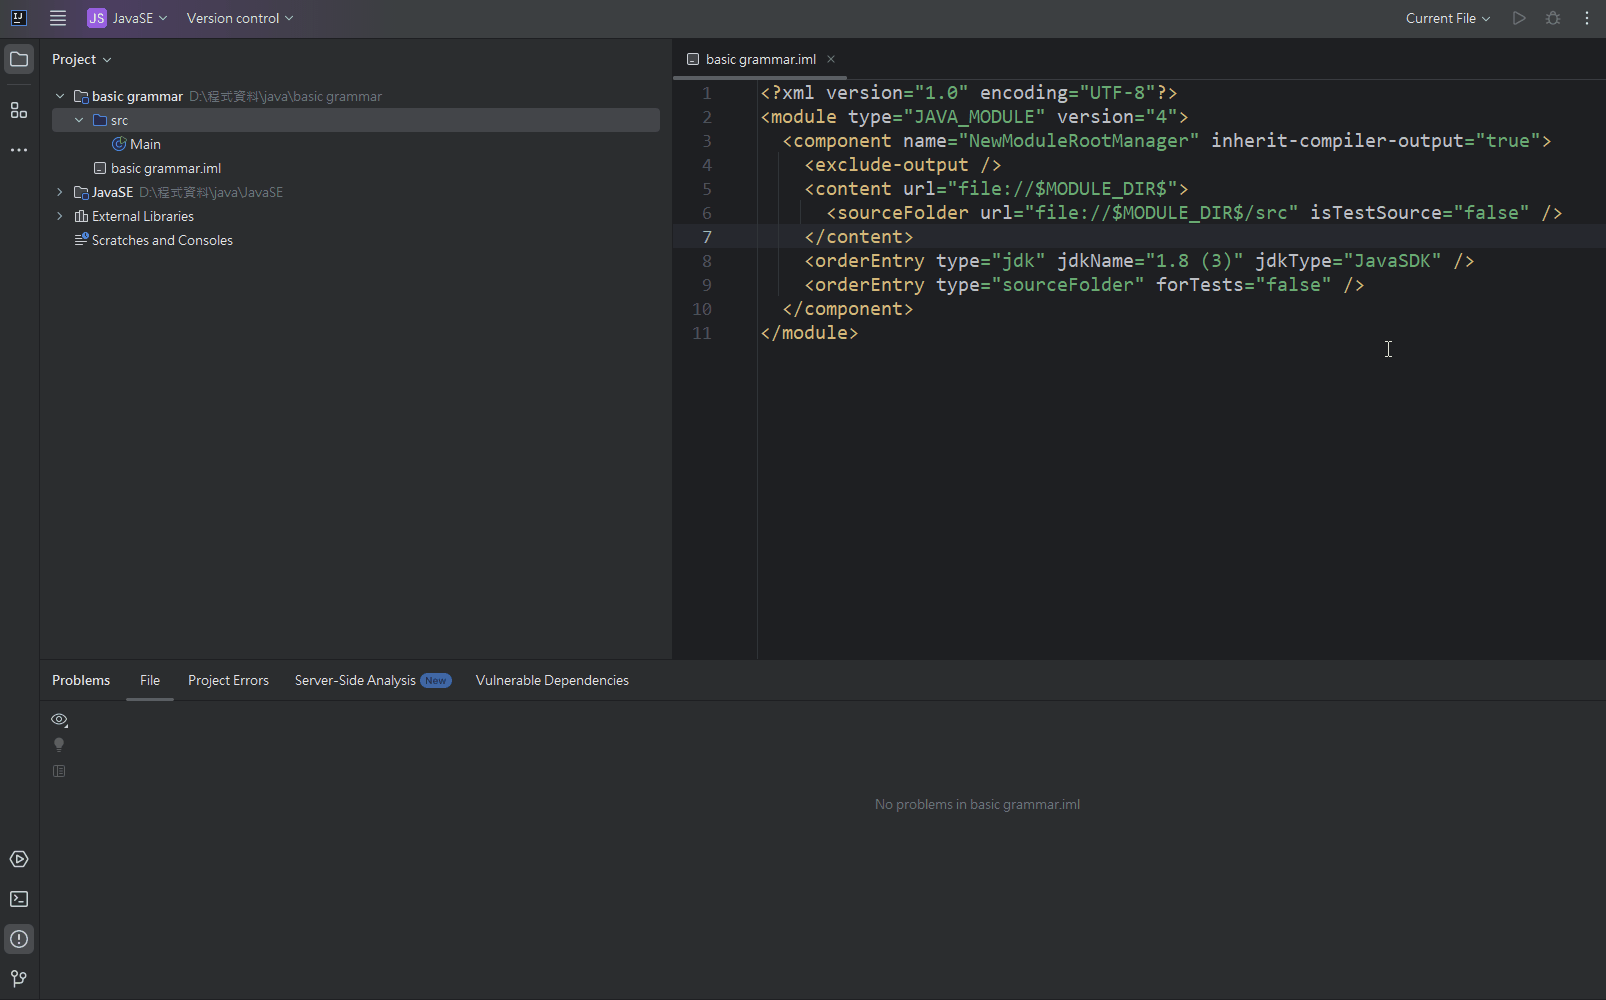 JS JavaSE Version control Current File
Project
basic grammar D:\程式資料\java\basic grammar
src
Main
basic grammar.iml
JavaSE D:\程式資料\java\JavaSE
External Libraries
Scratches and Consoles
basic grammar.iml
1 <?xml version="1.0" encoding="UTF-8"?>
2 <module type="JAVA_MODULE" version="4">
3 <component name="NewModuleRootManager" inherit-compiler-output="true">
4 <exclude-output />
5 <content url="file://$MODULE_DIR$">
6 <sourceFolder url="file://$MODULE_DIR$/src" isTestSource="false" />
7 </content>
8 <orderEntry type="jdk" jdkName="1.8 (3)" jdkType="JavaSDK" />
9 <orderEntry type="sourceFolder" forTests="false" />
10 </component>
11 </module>
Problems File Project Errors Server-Side Analysis New Vulnerable Dependencies
No problems in basic grammar.iml